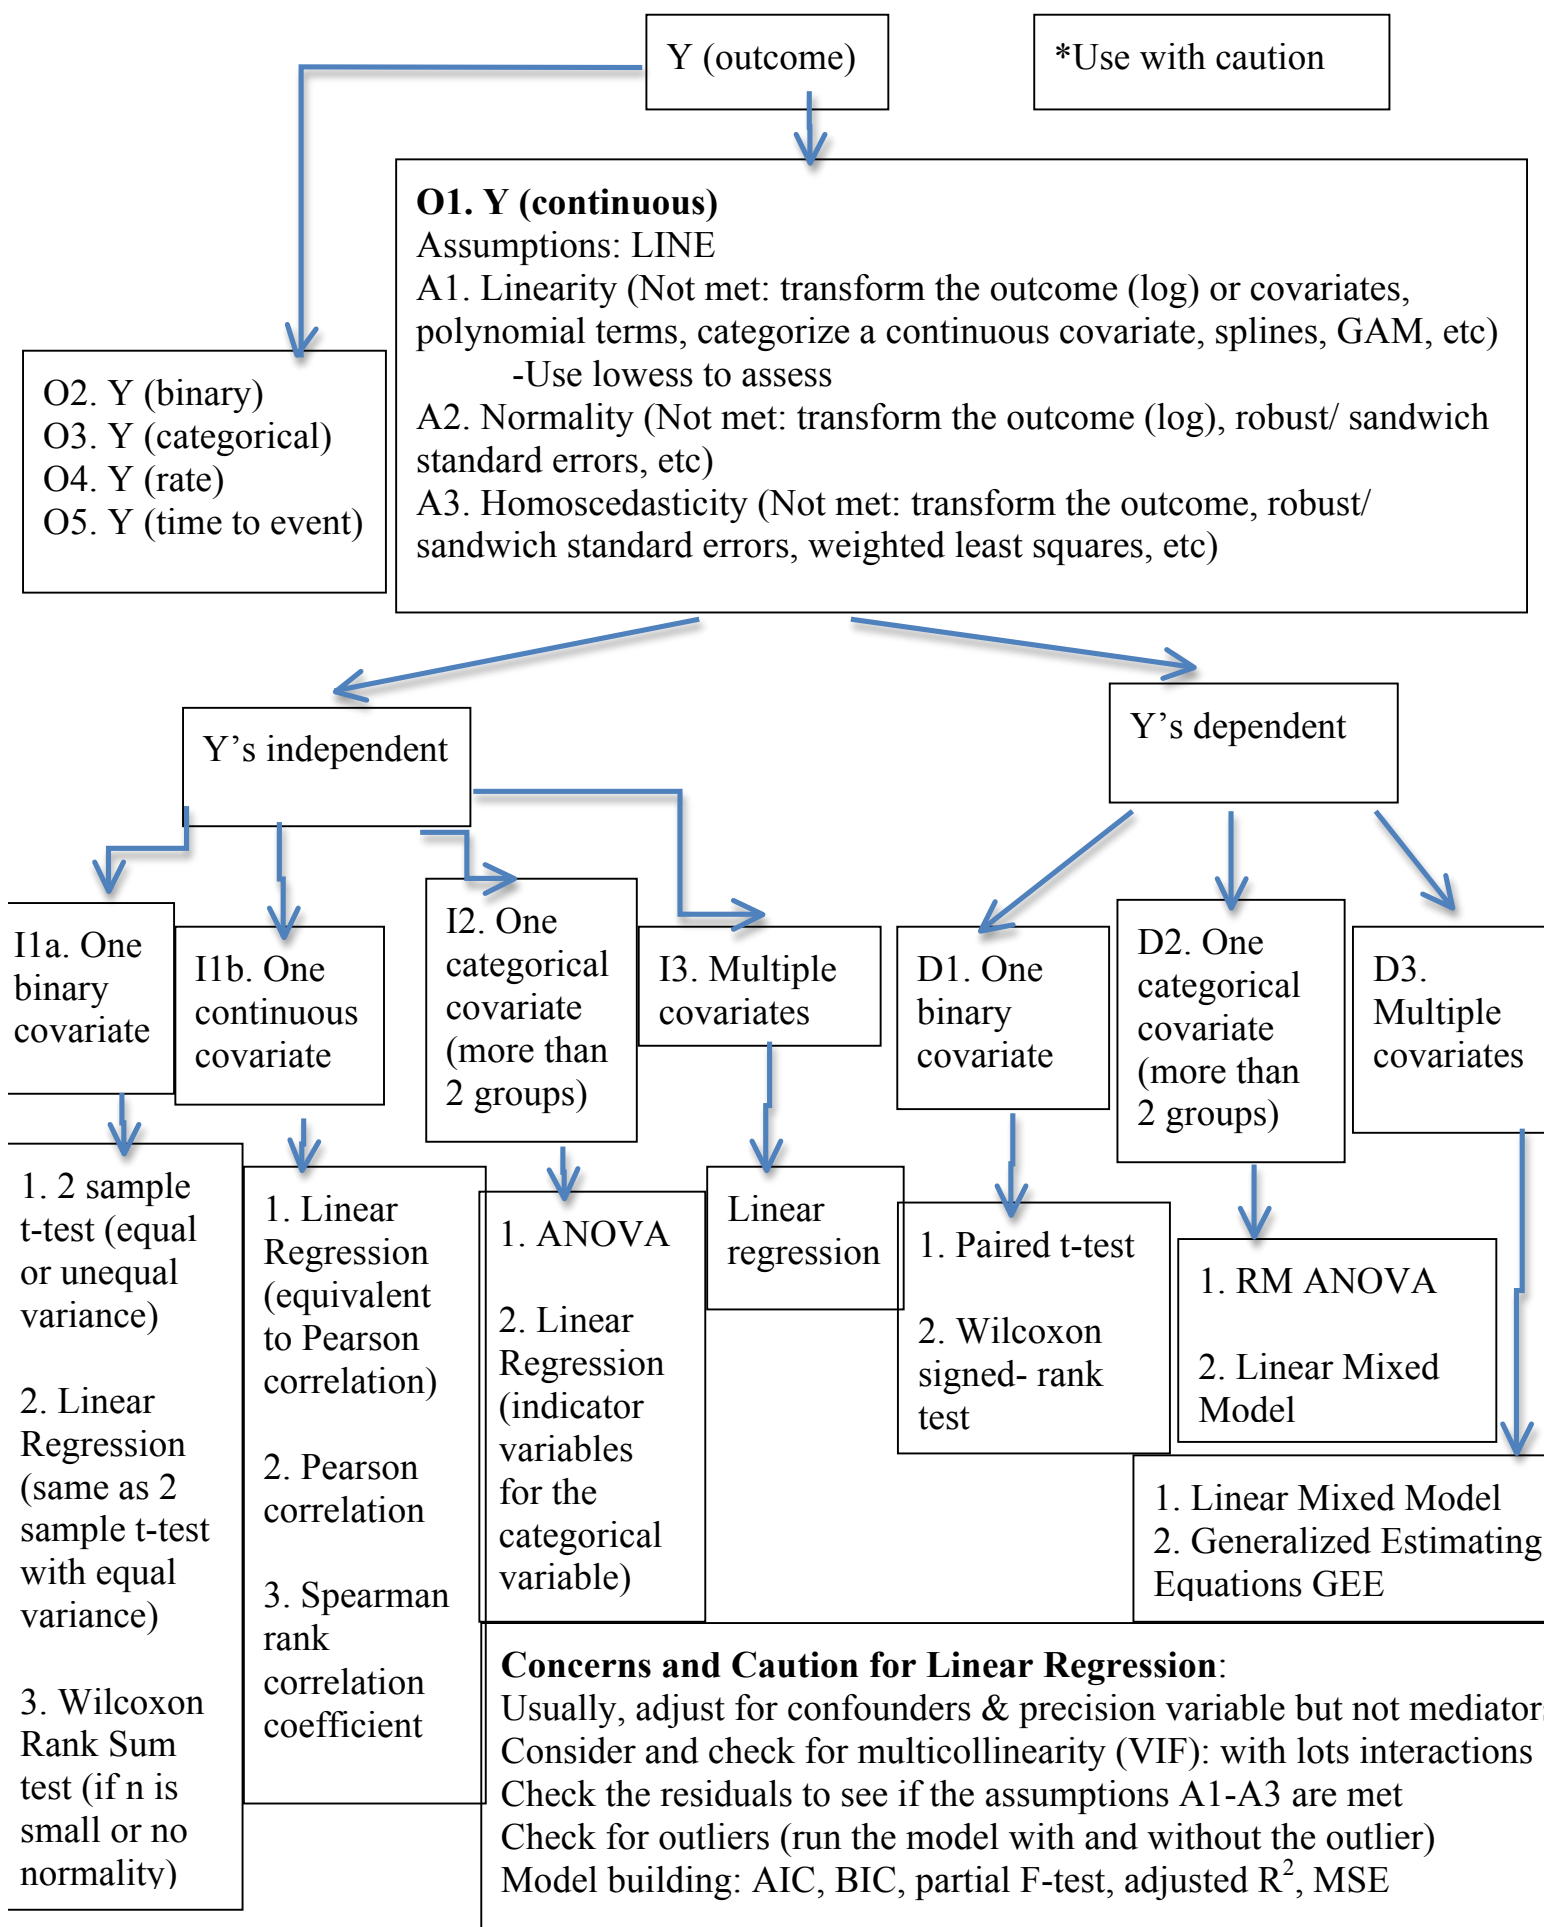 Y (outcome)
*Use with caution
O1. Y (continuous)
Assumptions: LINE
A1. Linearity (Not met: transform the outcome (log) or covariates,
polynomial terms, categorize a continuous covariate, splines, GAM, etc)
-Use lowess to assess
A2. Normality (Not met: transform the outcome (log), robust/ sandwich
standard errors, etc)
A3. Homoscedasticity (Not met: transform the outcome, robust/
sandwich standard errors, weighted least squares, etc)
O2. Y (binary)
O3. Y (categorical)
O4. Y (rate)
O5. Y (time to event)
Y’s independent
Y’s dependent
I1a. One
binary
covariate
I1b. One
continuous
covariate
I2. One
categorical
covariate
(more than
2 groups)
I3. Multiple
covariates
D1. One
binary
covariate
D2. One
categorical
covariate
(more than
2 groups)
D3.
Multiple
covariates
1. 2 sample
t-test (equal
or unequal
variance)
2. Linear
Regression
(same as 2
sample t-test
with equal
variance)
3. Wilcoxon
Rank Sum
test (if n is
small or no
normality)
1. Linear
Regression
(equivalent
to Pearson
correlation)
2. Pearson
correlation
3. Spearman
rank
correlation
coefficient
1. ANOVA
2. Linear
Regression
(indicator
variables
for the
categorical
variable)
Linear
regression
1. Paired t-test
2. Wilcoxon
signed- rank
test
1. RM ANOVA
2. Linear Mixed
Model
1. Linear Mixed Model
2. Generalized Estimating
Equations GEE
Concerns and Caution for Linear Regression:
Usually, adjust for confounders & precision variable but not mediators
Consider and check for multicollinearity (VIF): with lots interactions
Check the residuals to see if the assumptions A1-A3 are met
Check for outliers (run the model with and without the outlier)
Model building: AIC, BIC, partial F-test, adjusted R², MSE